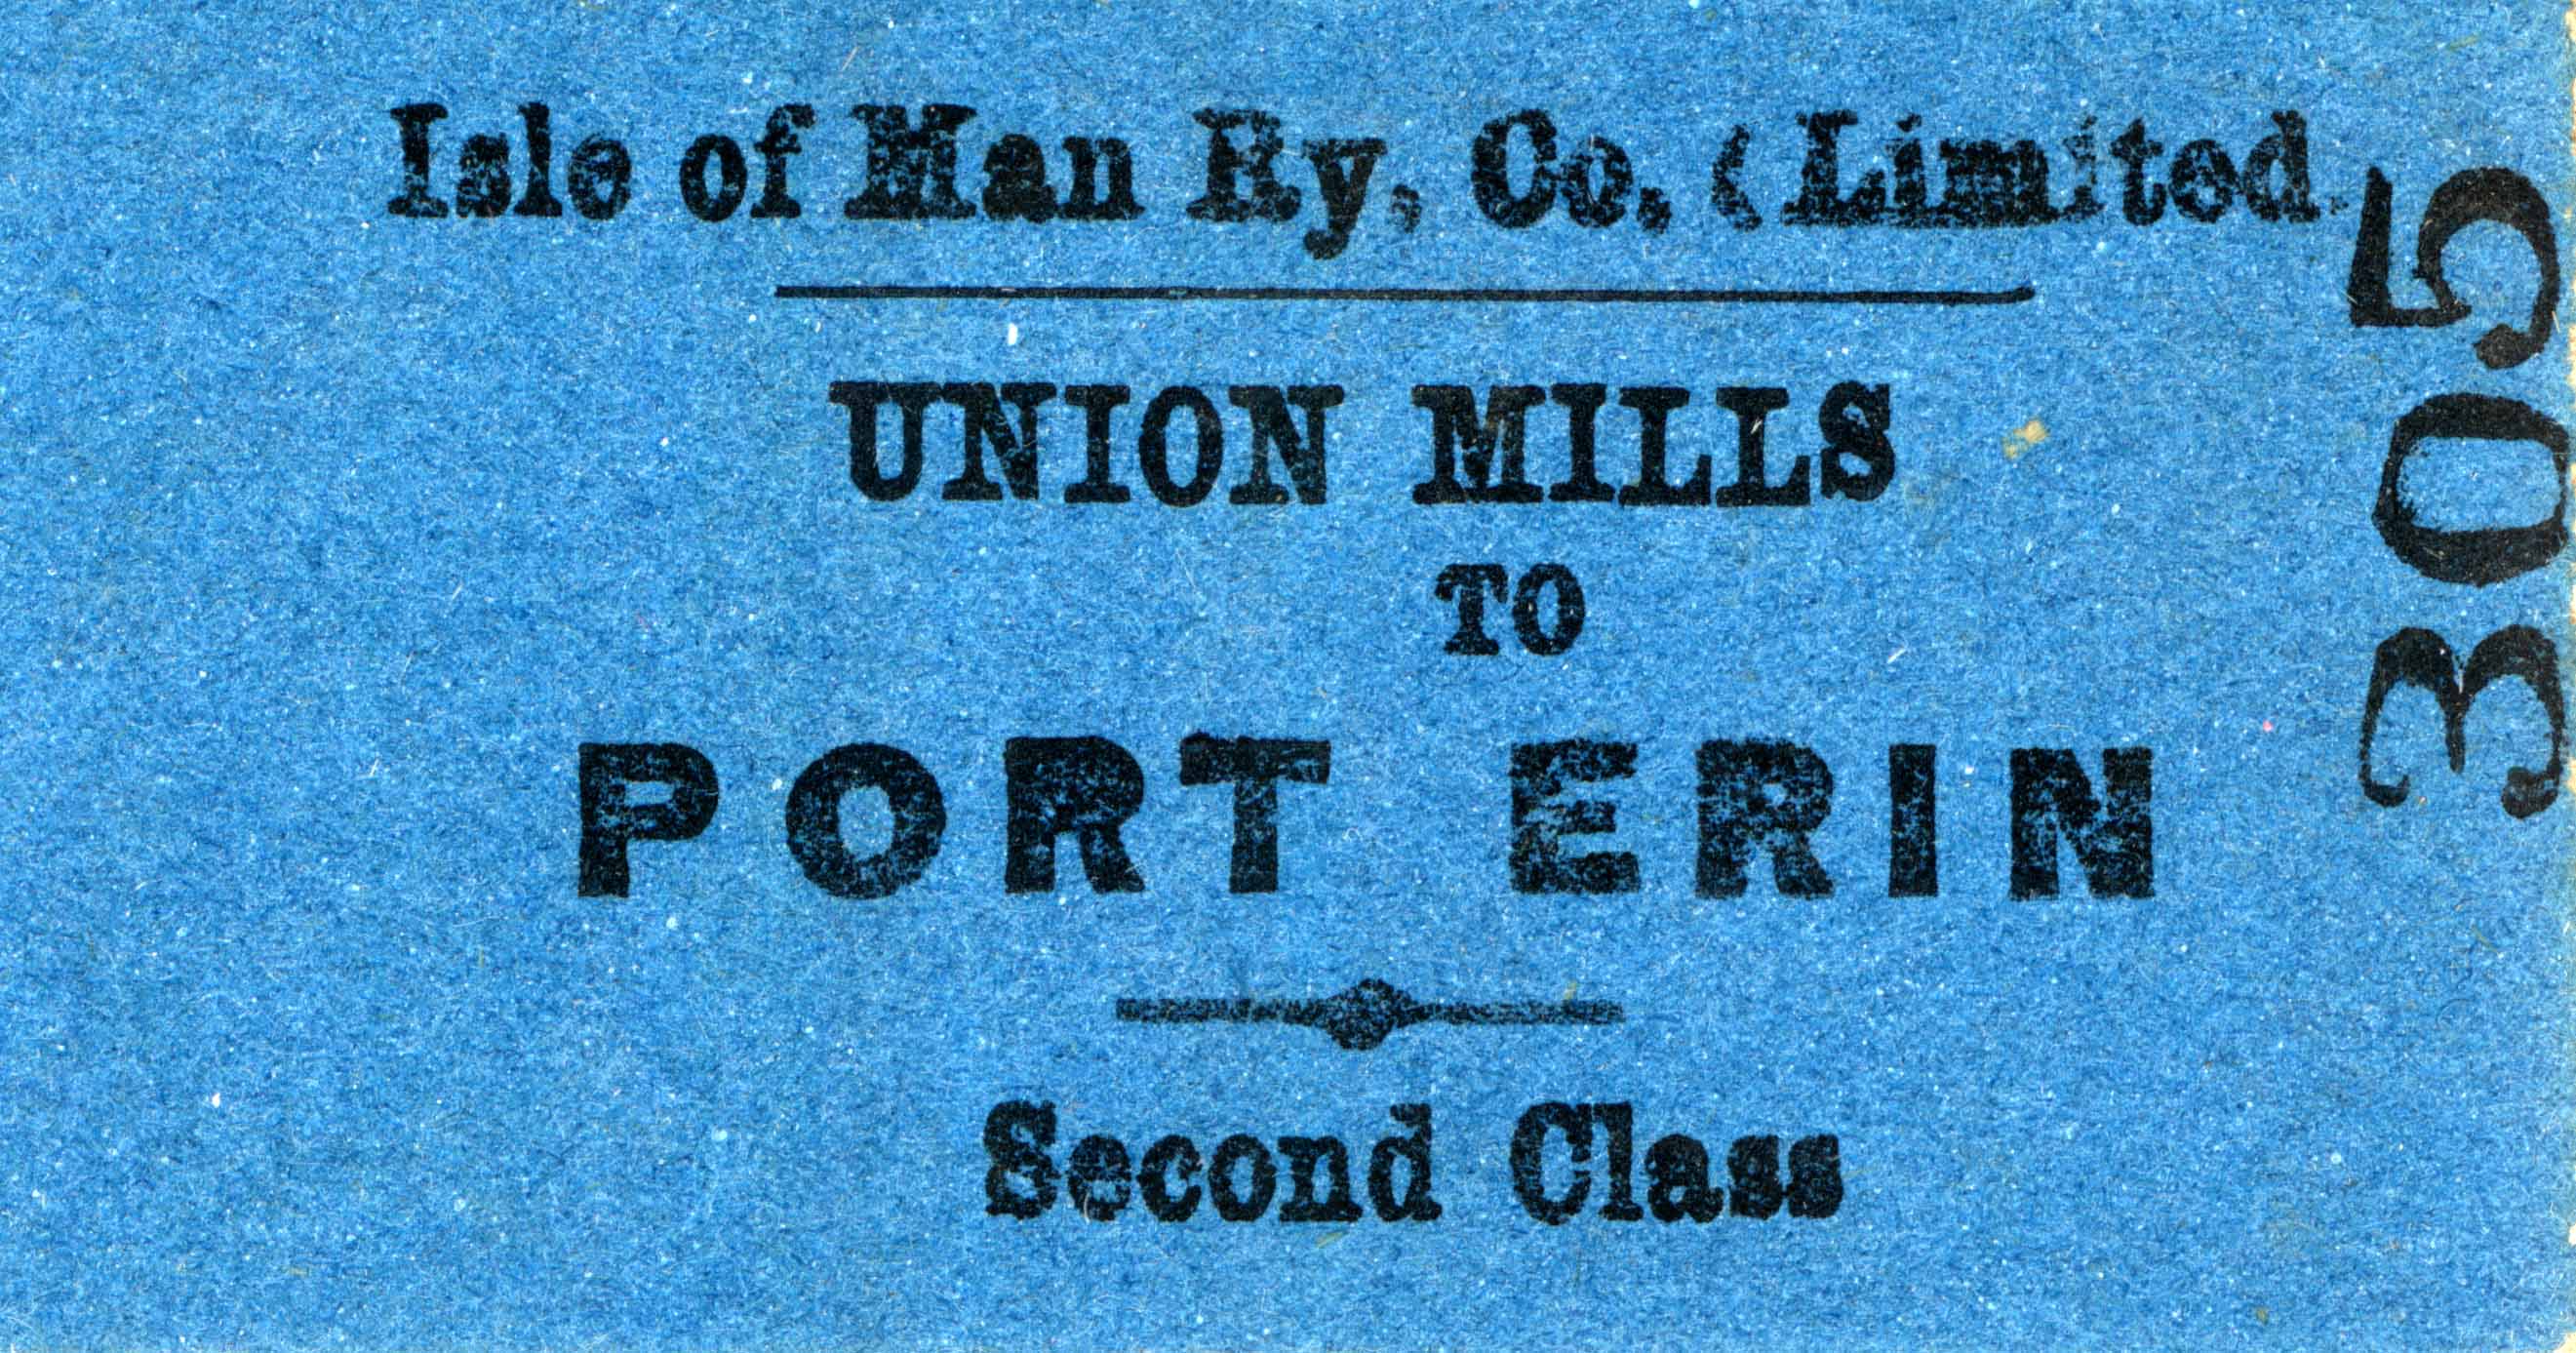 Isle of Man Ry, Co. (Limited.
UNION MILLS
TO
PORT ERIN
Second Class
305